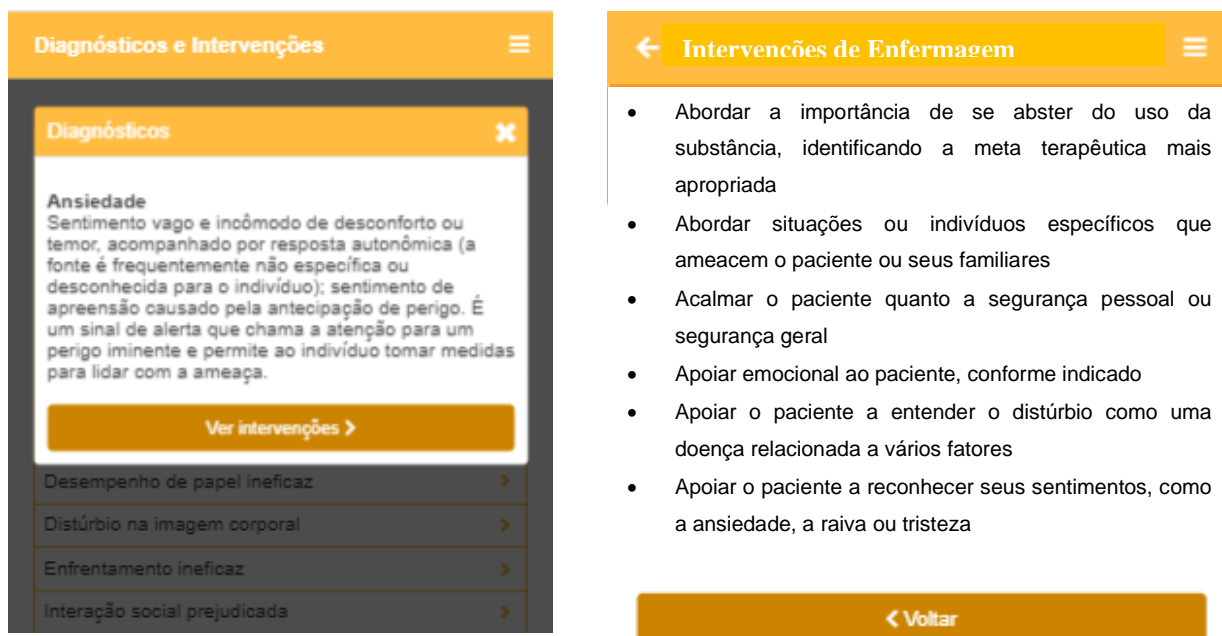 Diagnósticos e Intervenções
Diagnósticos
Ansiedade
Sentimento vago e incômodo de desconforto ou
temor, acompanhado por resposta autonômica (a
fonte é frequentemente não específica ou
desconhecida para o indivíduo); sentimento de
apreensão causado pela antecipação de perigo. É
um sinal de alerta que chama a atenção para um
perigo iminente e permite ao indivíduo tomar medidas
para lidar com a ameaça.
Ver intervenções >
Desempenho de papel ineficaz
Distúrbio na imagem corporal
Enfrentamento ineficaz
Interação social prejudicada
Intervenções de Enfermagem
• Abordar a importância de se abster do uso da
substância, identificando a meta terapêutica mais
apropriada
• Abordar situações ou indivíduos específicos que
ameacem o paciente ou seus familiares
• Acalmar o paciente quanto a segurança pessoal ou
segurança geral
• Apoiar emocional ao paciente, conforme indicado
• Apoiar o paciente a entender o distúrbio como uma
doença relacionada a vários fatores
• Apoiar o paciente a reconhecer seus sentimentos, como
a ansiedade, a raiva ou tristeza
< Voltar